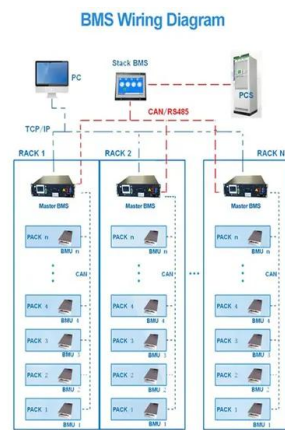 BMS Wiring Diagram
Stack BMS
PC
PCS
CAN/RS485
TCP/IP
RACK 1
RACK 2
RACK N
Master BMS
Master BMS
Master BMS
PACK n
BMU n
PACK n
BMU n
PACK n
BMU n
CAN
CAN
CAN
PACK 4
BMU 4
PACK 4
BMU 4
PACK 4
BMU 4
PACK 3
BMU 3
PACK 3
BMU 3
PACK 3
BMU 3
PACK 2
BMU 2
PACK 2
BMU 2
PACK 2
BMU 2
PACK 1
BMU 1
PACK 1
BMU 1
PACK 1
BMU 1